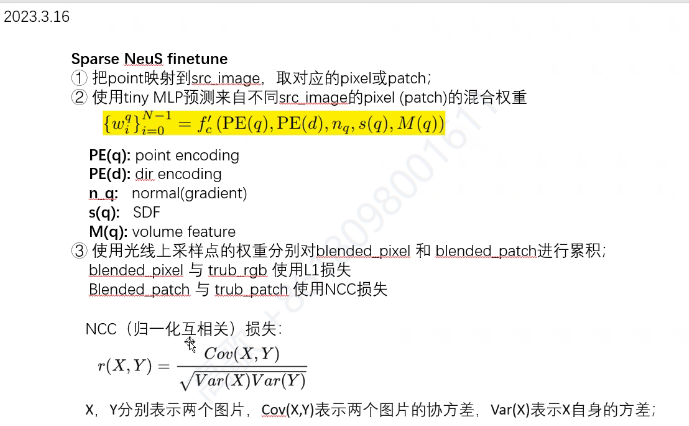 2023.3.16
Sparse NeuS finetune
① 把point映射到src_image，取对应的pixel或patch；
② 使用tiny MLP预测来自不同src_image的pixel (patch)的混合权重
{w_i^q}_{i=0}^{N−1} = f′_c (PE(q), PE(d), n_q, s(q), M(q))
PE(q): point encoding
PE(d): dir encoding
n_q: normal(gradient)
s(q): SDF
M(q): volume feature
③ 使用光线上采样点的权重分别对blended_pixel 和 blended_patch进行累积；
blended_pixel 与 trub_rgb 使用L1损失
Blended_patch 与 trub_patch 使用NCC损失
NCC（归一化互相关）损失：
r(X,Y) = Cov(X,Y) / √(Var(X)Var(Y))
X，Y分别表示两个图片，Cov(X,Y)表示两个图片的协方差，Var(X)表示X自身的方差；